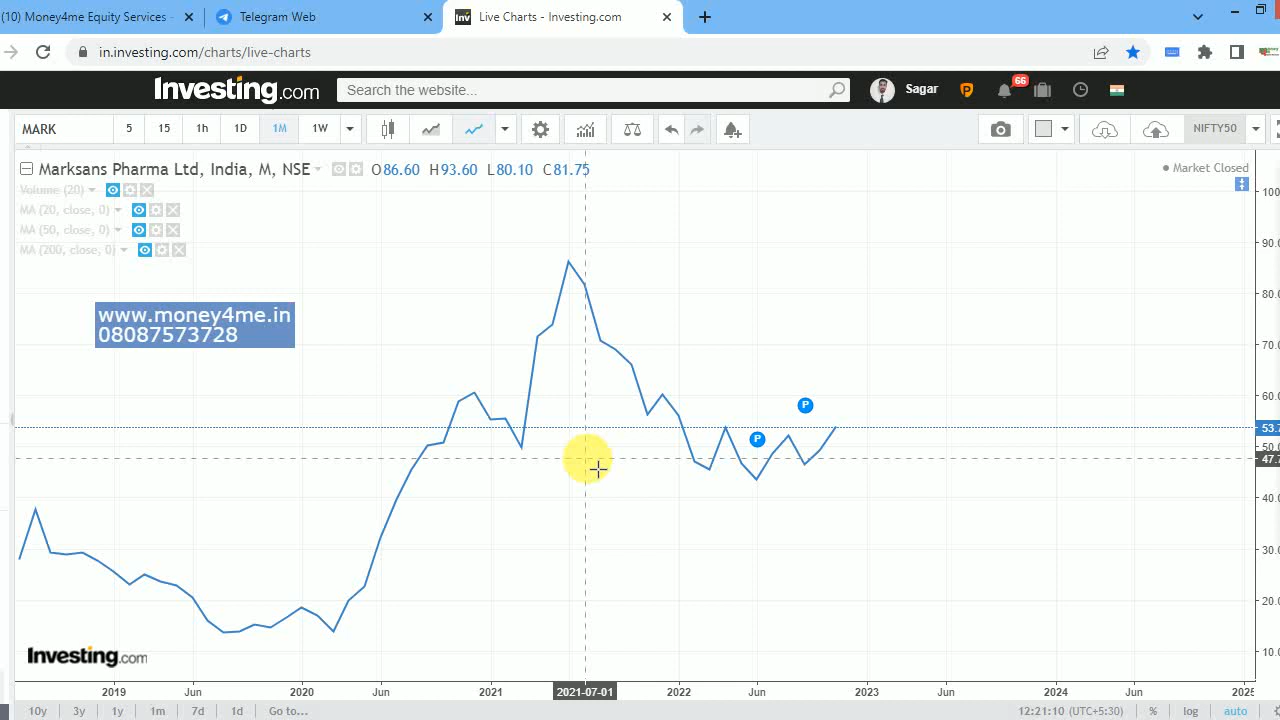 (10) Money4me Equity Services - Telegram Web Live Charts - Investing.com
in.investing.com/charts/live-charts
Investing.com Search the website... Sagar 66
MARK 5 15 1h 1D 1M 1W NIFTY50
Marksans Pharma Ltd, India, M, NSE O86.60 H93.60 L80.10 C81.75 Market Closed
Volume (20)
MA (20, close, 0)
MA (50, close, 0)
MA (200, close, 0)
www.money4me.in
08087573728
P
P
90.0
80.0
70.0
60.0
53.7
50.0
47.
40.0
30.0
20.0
10.0
Investing.com
2019 Jun 2020 Jun 2021 2021-07-01 2022 Jun 2023 Jun 2024 Jun 2025
10y 3y 1y 1m 7d 1d Go to... 12:21:10 (UTC+5:30) % log auto